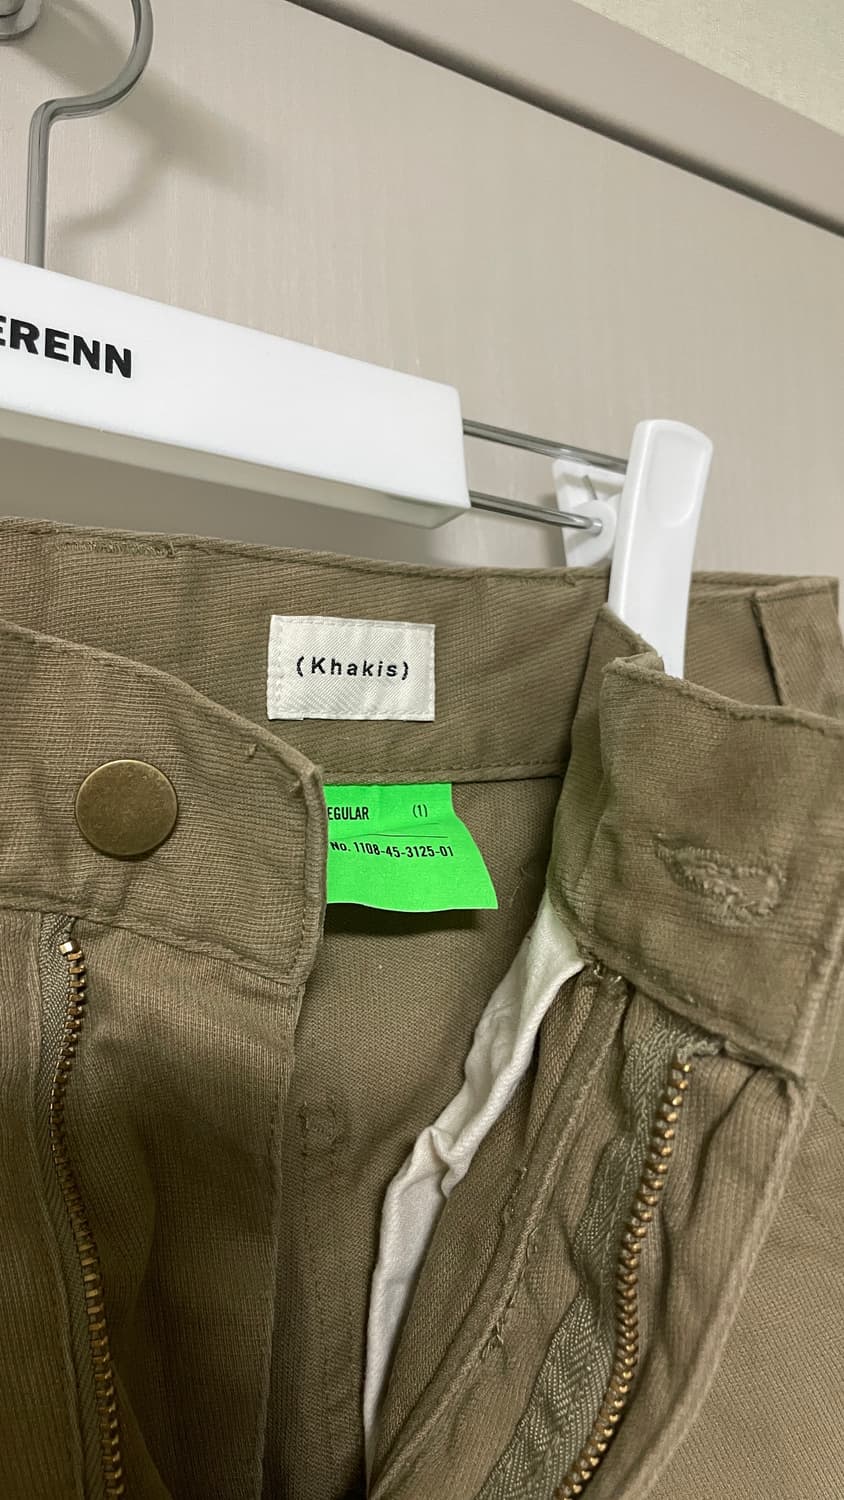 ERENN
(Khakis)
EGULAR (1)
No. 1108-45-3125-01